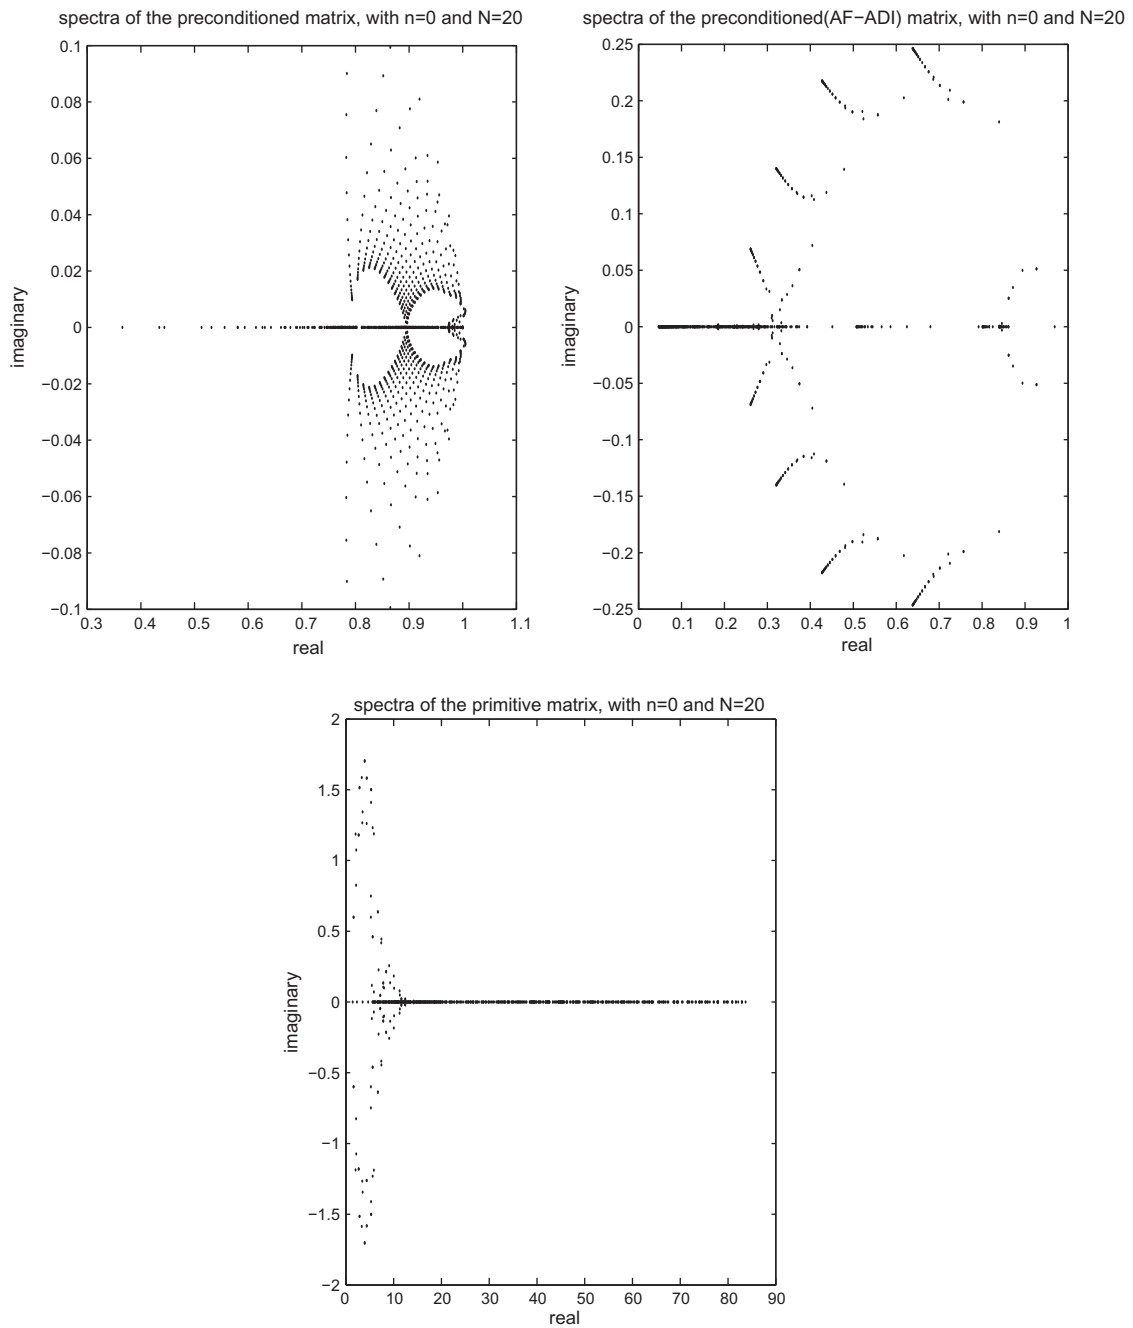 spectra of the preconditioned matrix, with n=0 and N=20
0.1
0.08
0.06
0.04
0.02
0
−0.02
−0.04
−0.06
−0.08
−0.1
imaginary
0.3 0.4 0.5 0.6 0.7 0.8 0.9 1 1.1
real
spectra of the preconditioned(AF−ADI) matrix, with n=0 and N=20
0.25
0.2
0.15
0.1
0.05
0
−0.05
−0.1
−0.15
−0.2
−0.25
imaginary
0 0.1 0.2 0.3 0.4 0.5 0.6 0.7 0.8 0.9 1
real
spectra of the primitive matrix, with n=0 and N=20
2
1.5
1
0.5
0
−0.5
−1
−1.5
−2
imaginary
0 10 20 30 40 50 60 70 80 90
real